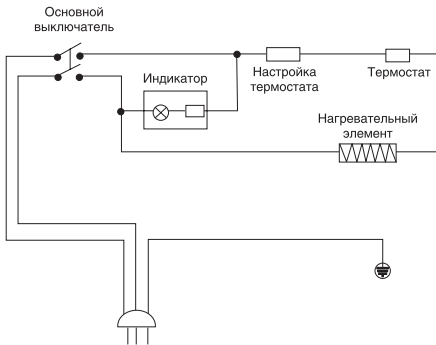 Основной
выключатель
Индикатор
Настройка
термостата
Термостат
Нагревательный
элемент